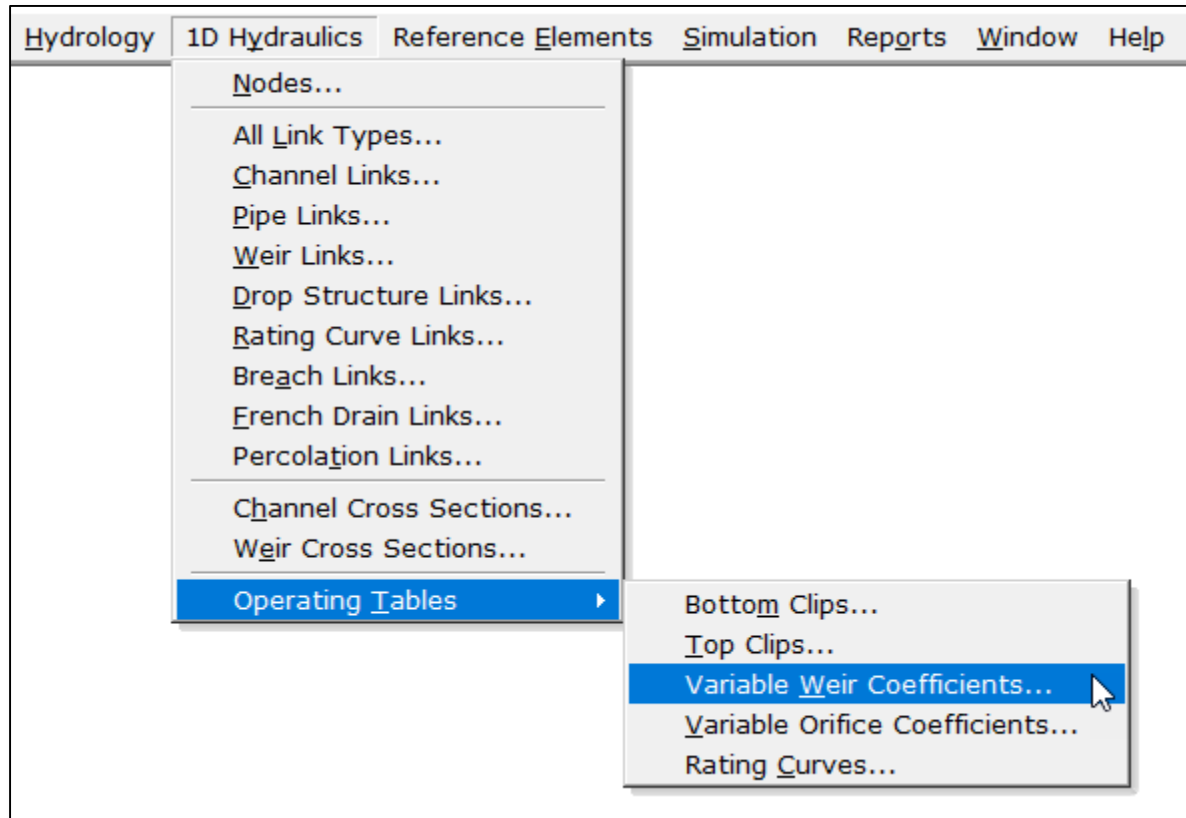 Hydrology 1D Hydraulics Reference Elements Simulation Reports Window Help
Nodes...
All Link Types...
Channel Links...
Pipe Links...
Weir Links...
Drop Structure Links...
Rating Curve Links...
Breach Links...
French Drain Links...
Percolation Links...
Channel Cross Sections...
Weir Cross Sections...
Operating Tables
Bottom Clips...
Top Clips...
Variable Weir Coefficients...
Variable Orifice Coefficients...
Rating Curves...